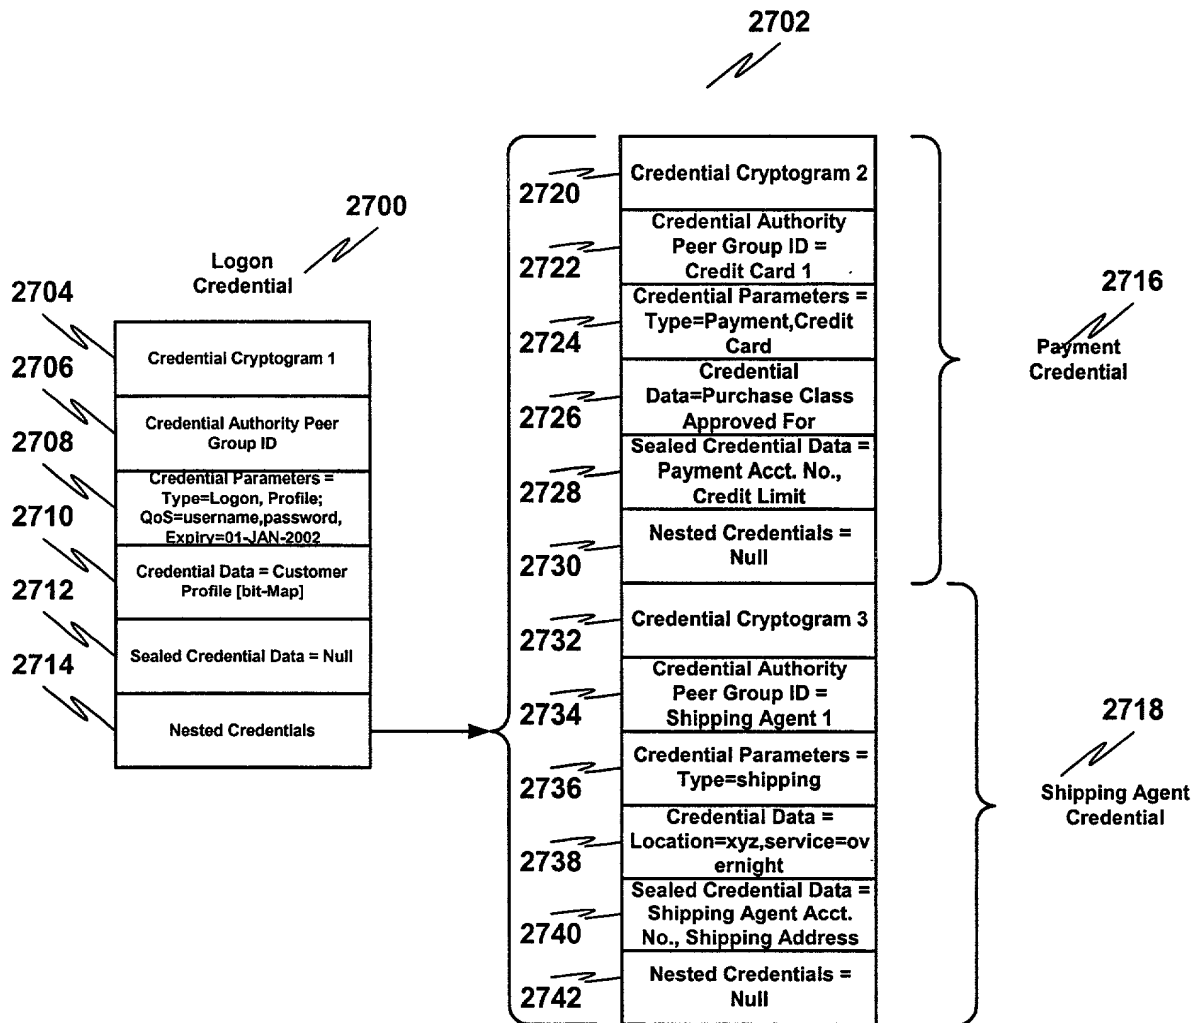 2702
2700
Logon
Credential
2704
Credential Cryptogram 1
2706
Credential Authority Peer
Group ID
2708
Credential Parameters =
Type=Logon, Profile;
QoS=username,password,
Expiry=01-JAN-2002
2710
Credential Data = Customer
Profile [bit-Map]
2712
Sealed Credential Data = Null
2714
Nested Credentials
2720
Credential Cryptogram 2
2722
Credential Authority
Peer Group ID =
Credit Card 1
2724
Credential Parameters =
Type=Payment,Credit
Card
2726
Credential
Data=Purchase Class
Approved For
2728
Sealed Credential Data =
Payment Acct. No.,
Credit Limit
2730
Nested Credentials =
Null
2716
Payment
Credential
2732
Credential Cryptogram 3
2734
Credential Authority
Peer Group ID =
Shipping Agent 1
2736
Credential Parameters =
Type=shipping
2738
Credential Data =
Location=xyz,service=ov
ernight
2740
Sealed Credential Data =
Shipping Agent Acct.
No., Shipping Address
2742
Nested Credentials =
Null
2718
Shipping Agent
Credential